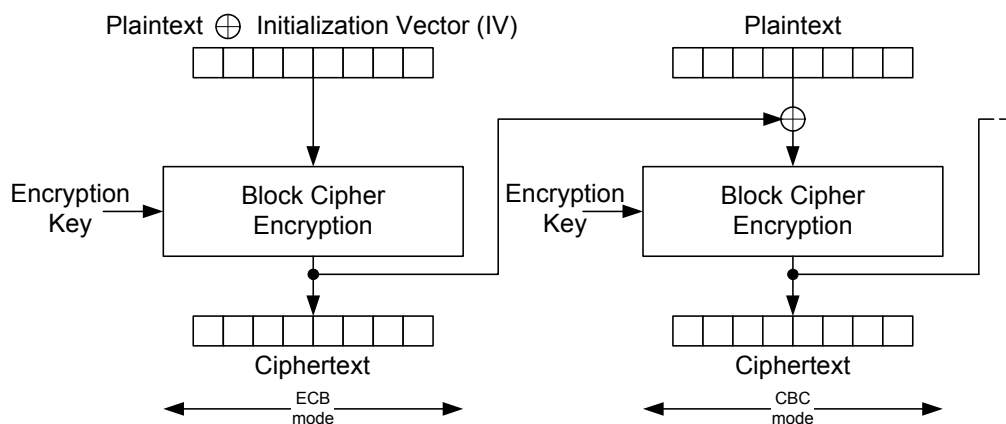 Plaintext ⊕ Initialization Vector (IV)
Plaintext
Encryption
Key
Block Cipher
Encryption
Encryption
Key
Block Cipher
Encryption
Ciphertext
Ciphertext
ECB
mode
CBC
mode